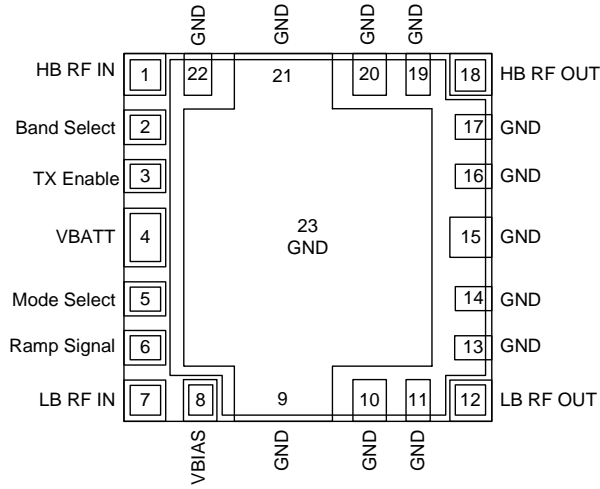 GND GND GND GND
HB RF IN 1 22 21 20 19 18 HB RF OUT
Band Select 2 17 GND
TX Enable 3 16 GND
VBATT 4 23 15 GND
GND
Mode Select 5 14 GND
Ramp Signal 6 13 GND
LB RF IN 7 8 9 10 11 12 LB RF OUT
VBIAS GND GND GND